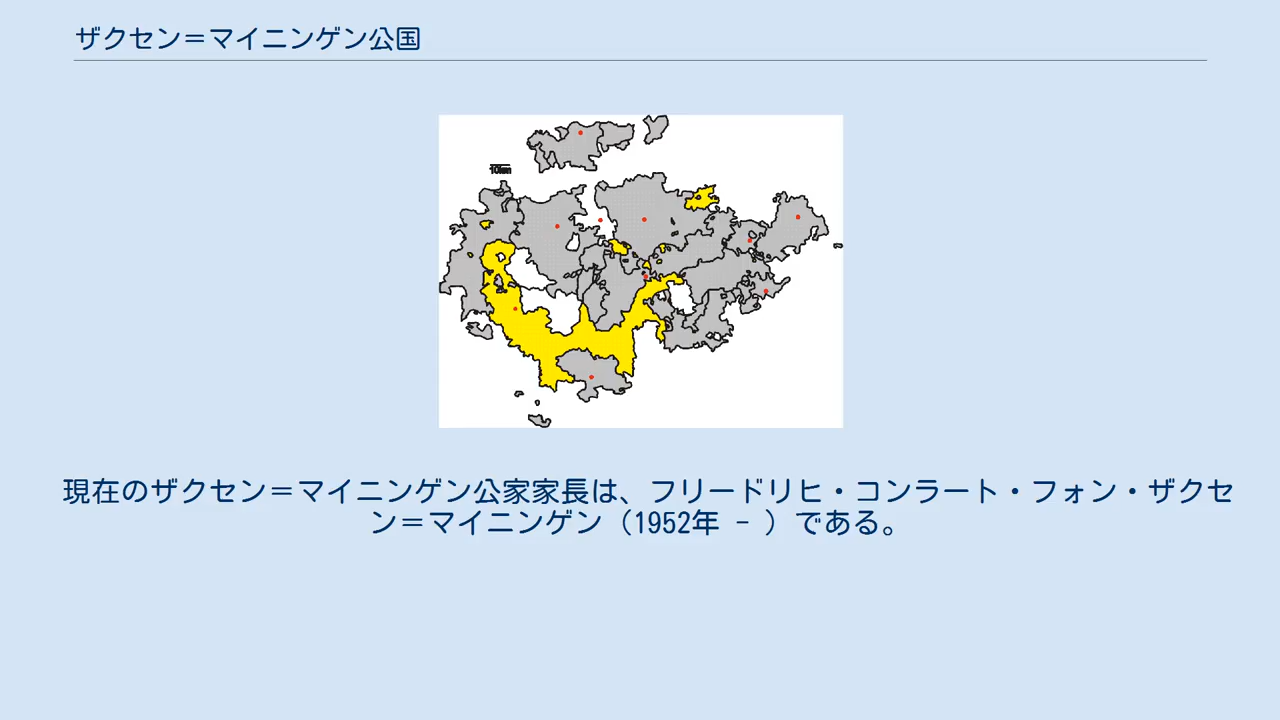 ザクセン＝マイニンゲン公国
10km
現在のザクセン＝マイニンゲン公家家長は、フリードリヒ・コンラート・フォン・ザクセ
ン＝マイニンゲン（1952年 - ）である。